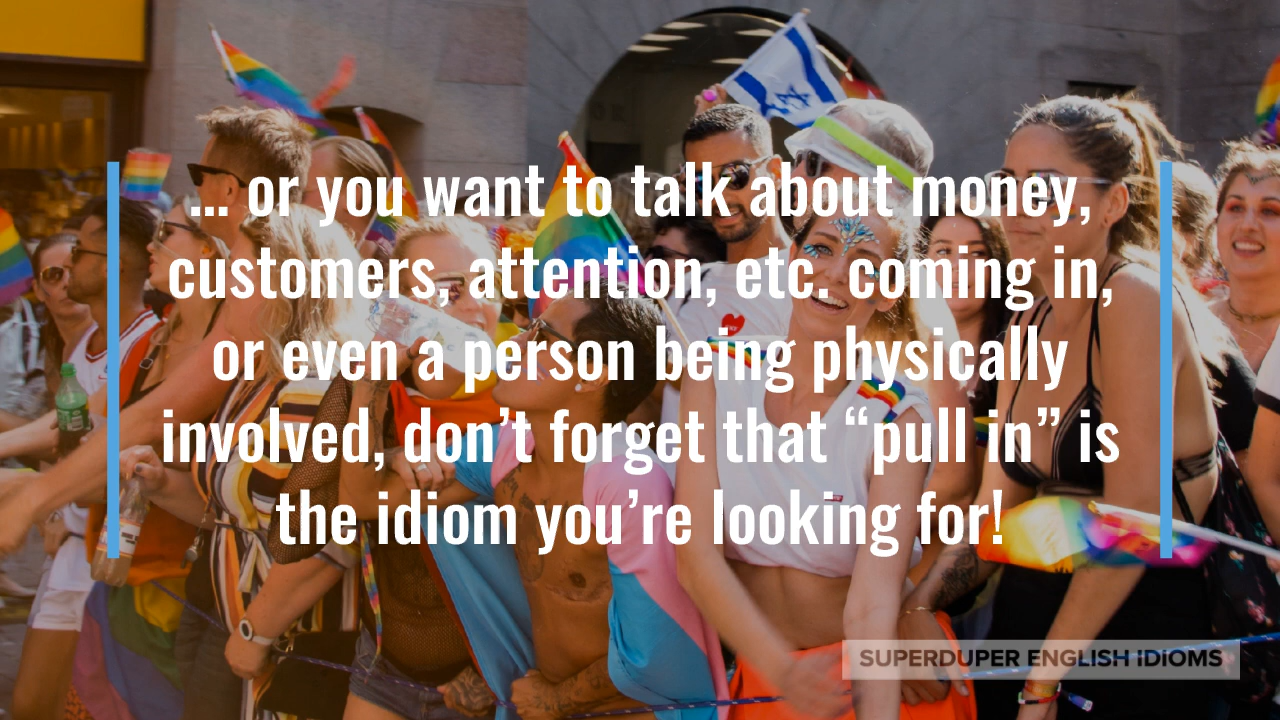 ... or you want to talk about money,
customers, attention, etc. coming in,
or even a person being physically
involved, don’t forget that “pull in” is
the idiom you’re looking for!
SUPERDUPER ENGLISH IDiOMS